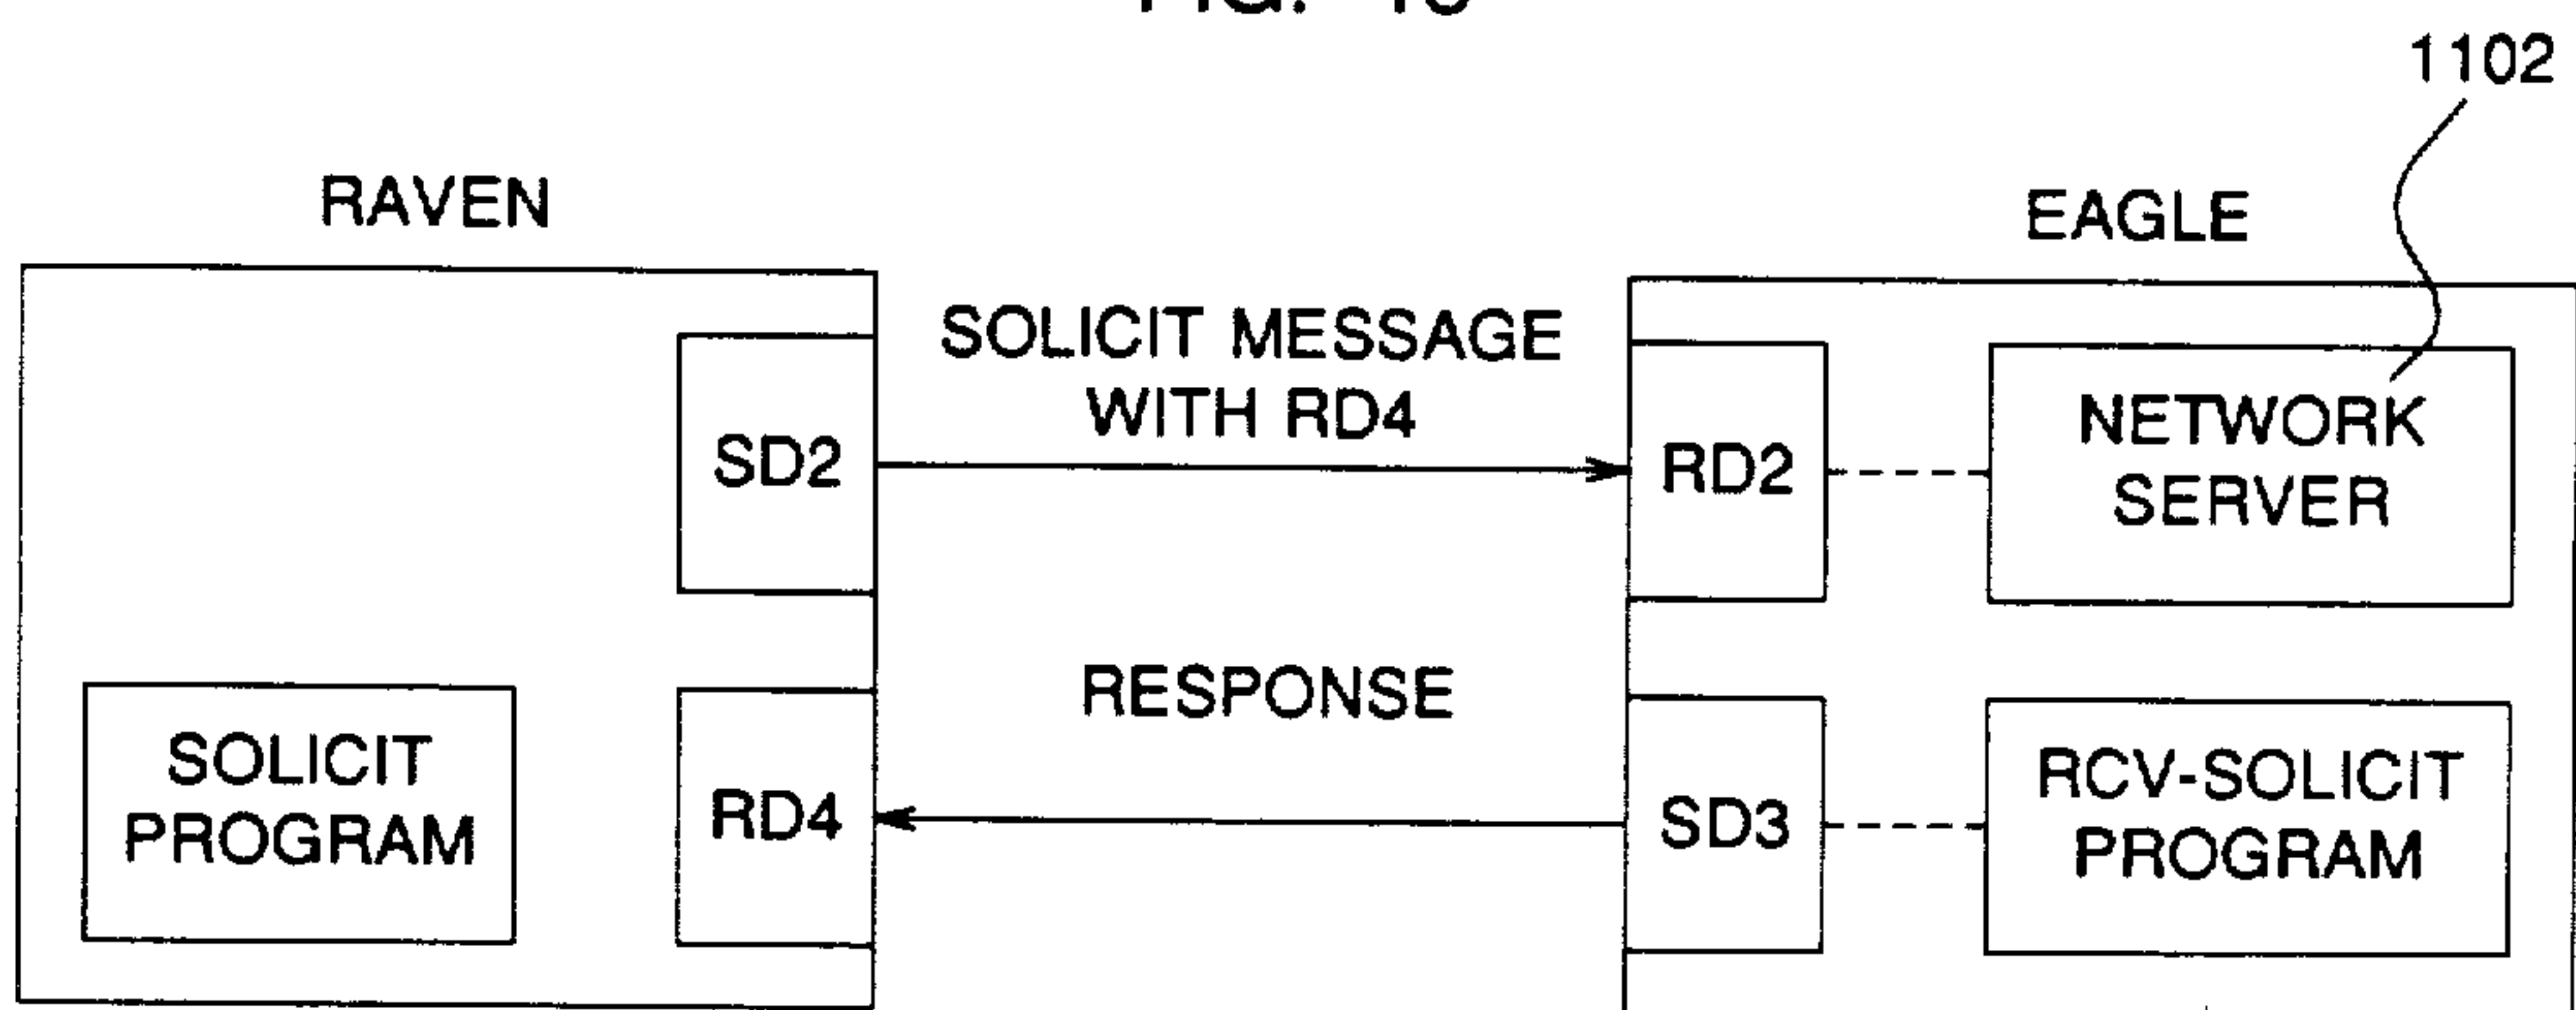 1102
RAVEN
EAGLE
SOLICIT MESSAGE
WITH RD4
SD2
RD2
NETWORK
SERVER
RESPONSE
SOLICIT
PROGRAM
RD4
SD3
RCV-SOLICIT
PROGRAM